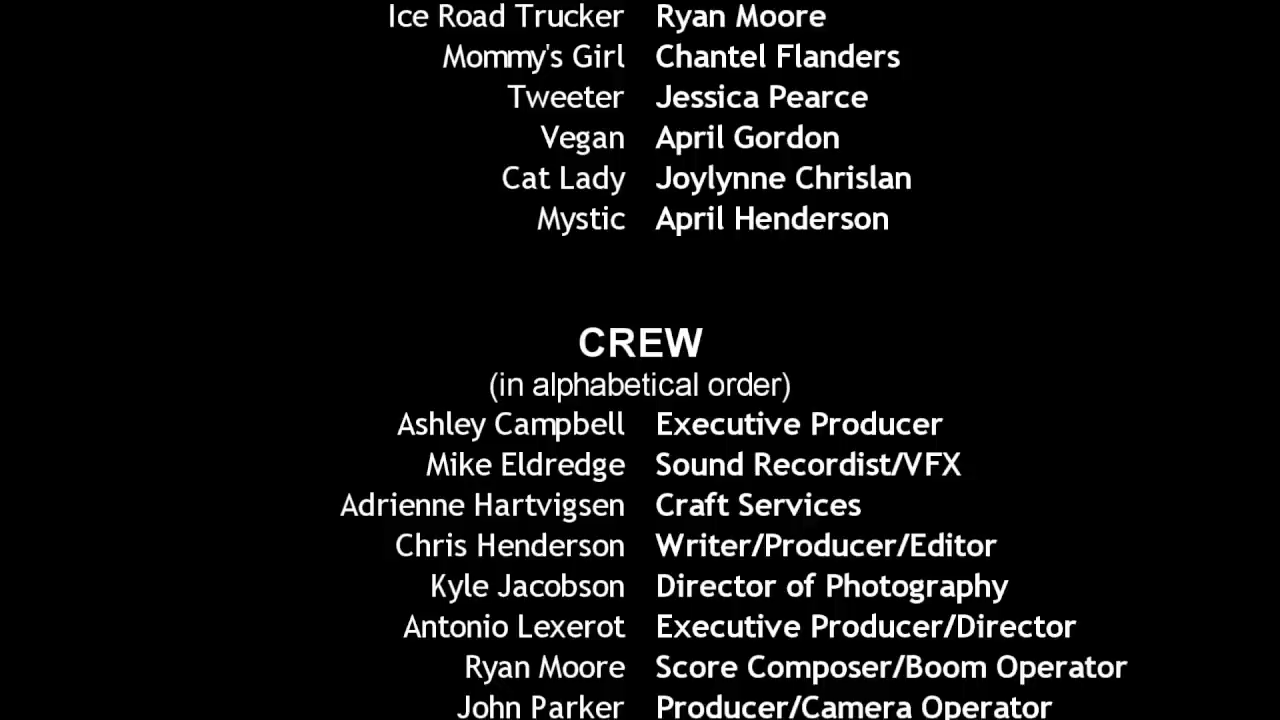 Ice Road Trucker Ryan Moore
Mommy's Girl Chantel Flanders
Tweeter Jessica Pearce
Vegan April Gordon
Cat Lady Joylynne Chrislan
Mystic April Henderson
CREW
(in alphabetical order)
Ashley Campbell Executive Producer
Mike Eldredge Sound Recordist/VFX
Adrienne Hartvigsen Craft Services
Chris Henderson Writer/Producer/Editor
Kyle Jacobson Director of Photography
Antonio Lexerot Executive Producer/Director
Ryan Moore Score Composer/Boom Operator
John Parker Producer/Camera Operator